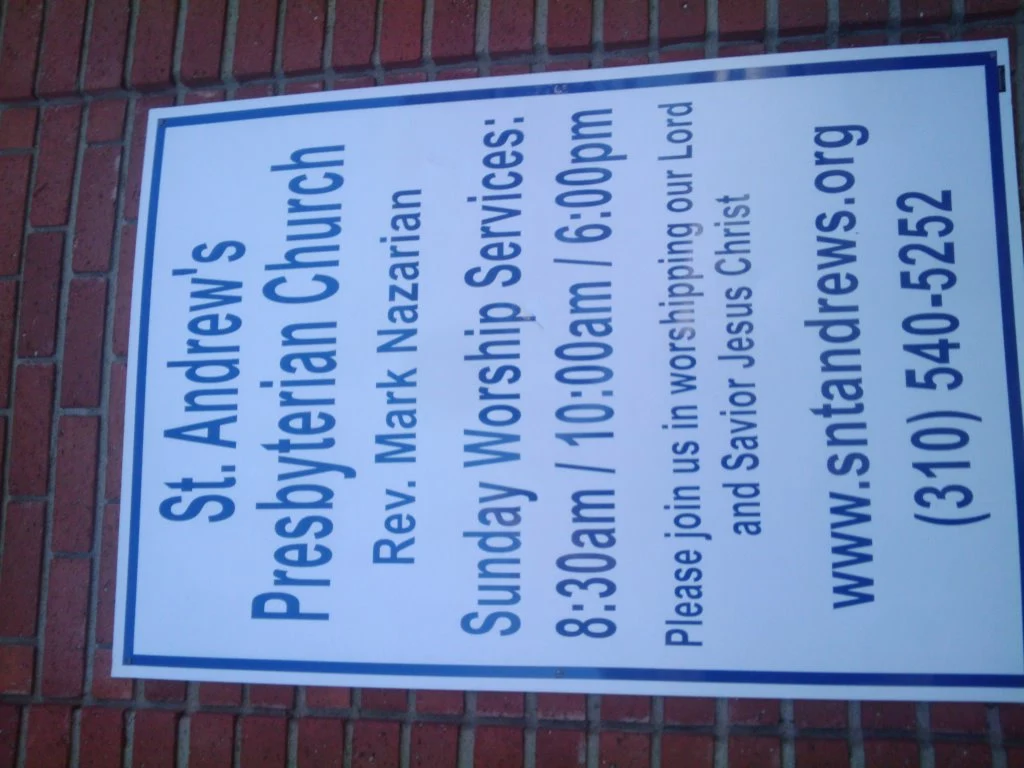 St. Andrew's
Presbyterian Church
Rev. Mark Nazarian
Sunday Worship Services:
8:30am / 10:00am / 6:00pm
Please join us in worshipping our Lord
and Savior Jesus Christ
www.sntandrews.org
(310) 540-5252